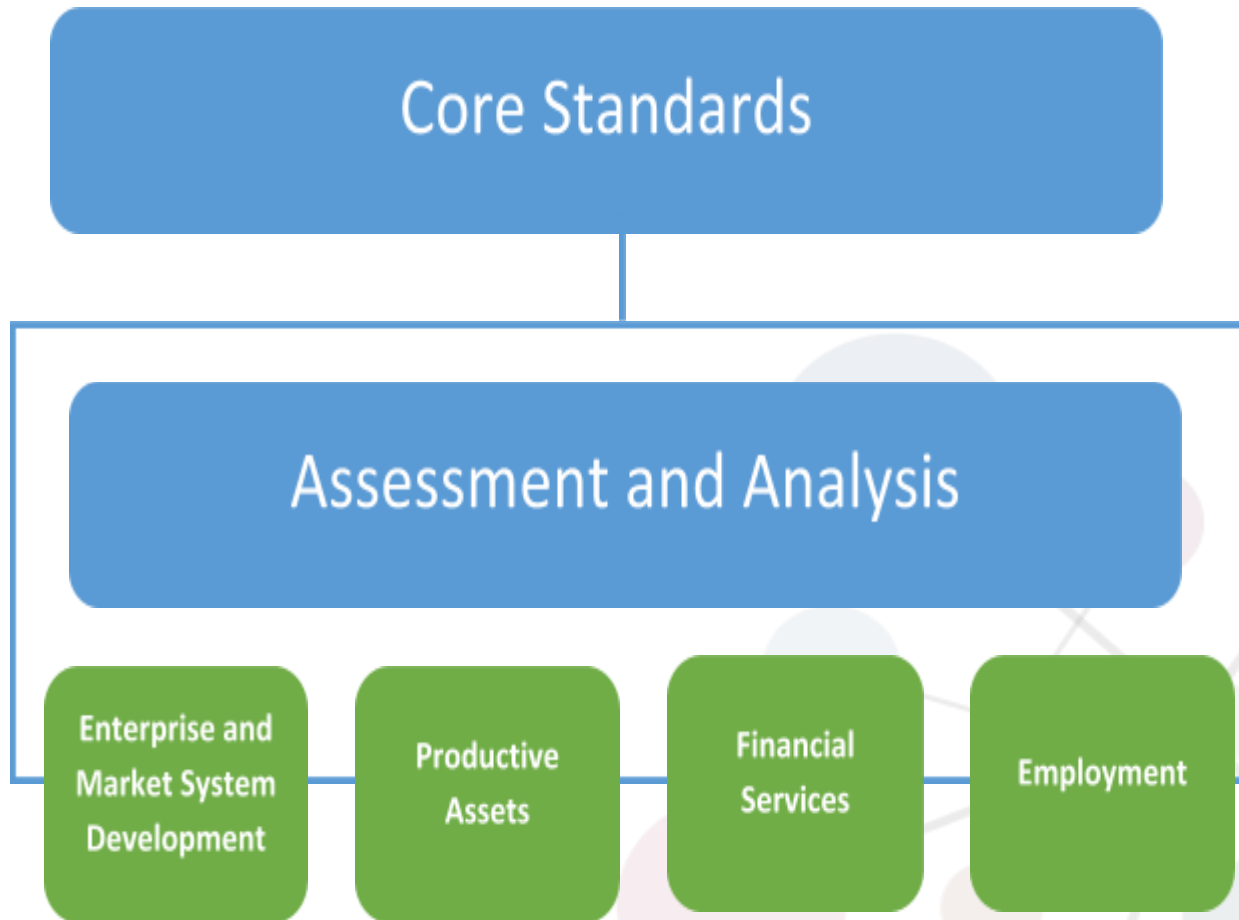 Core Standards
Assessment and Analysis
Enterprise and
Market System
Development
Productive
Assets
Financial
Services
Employment